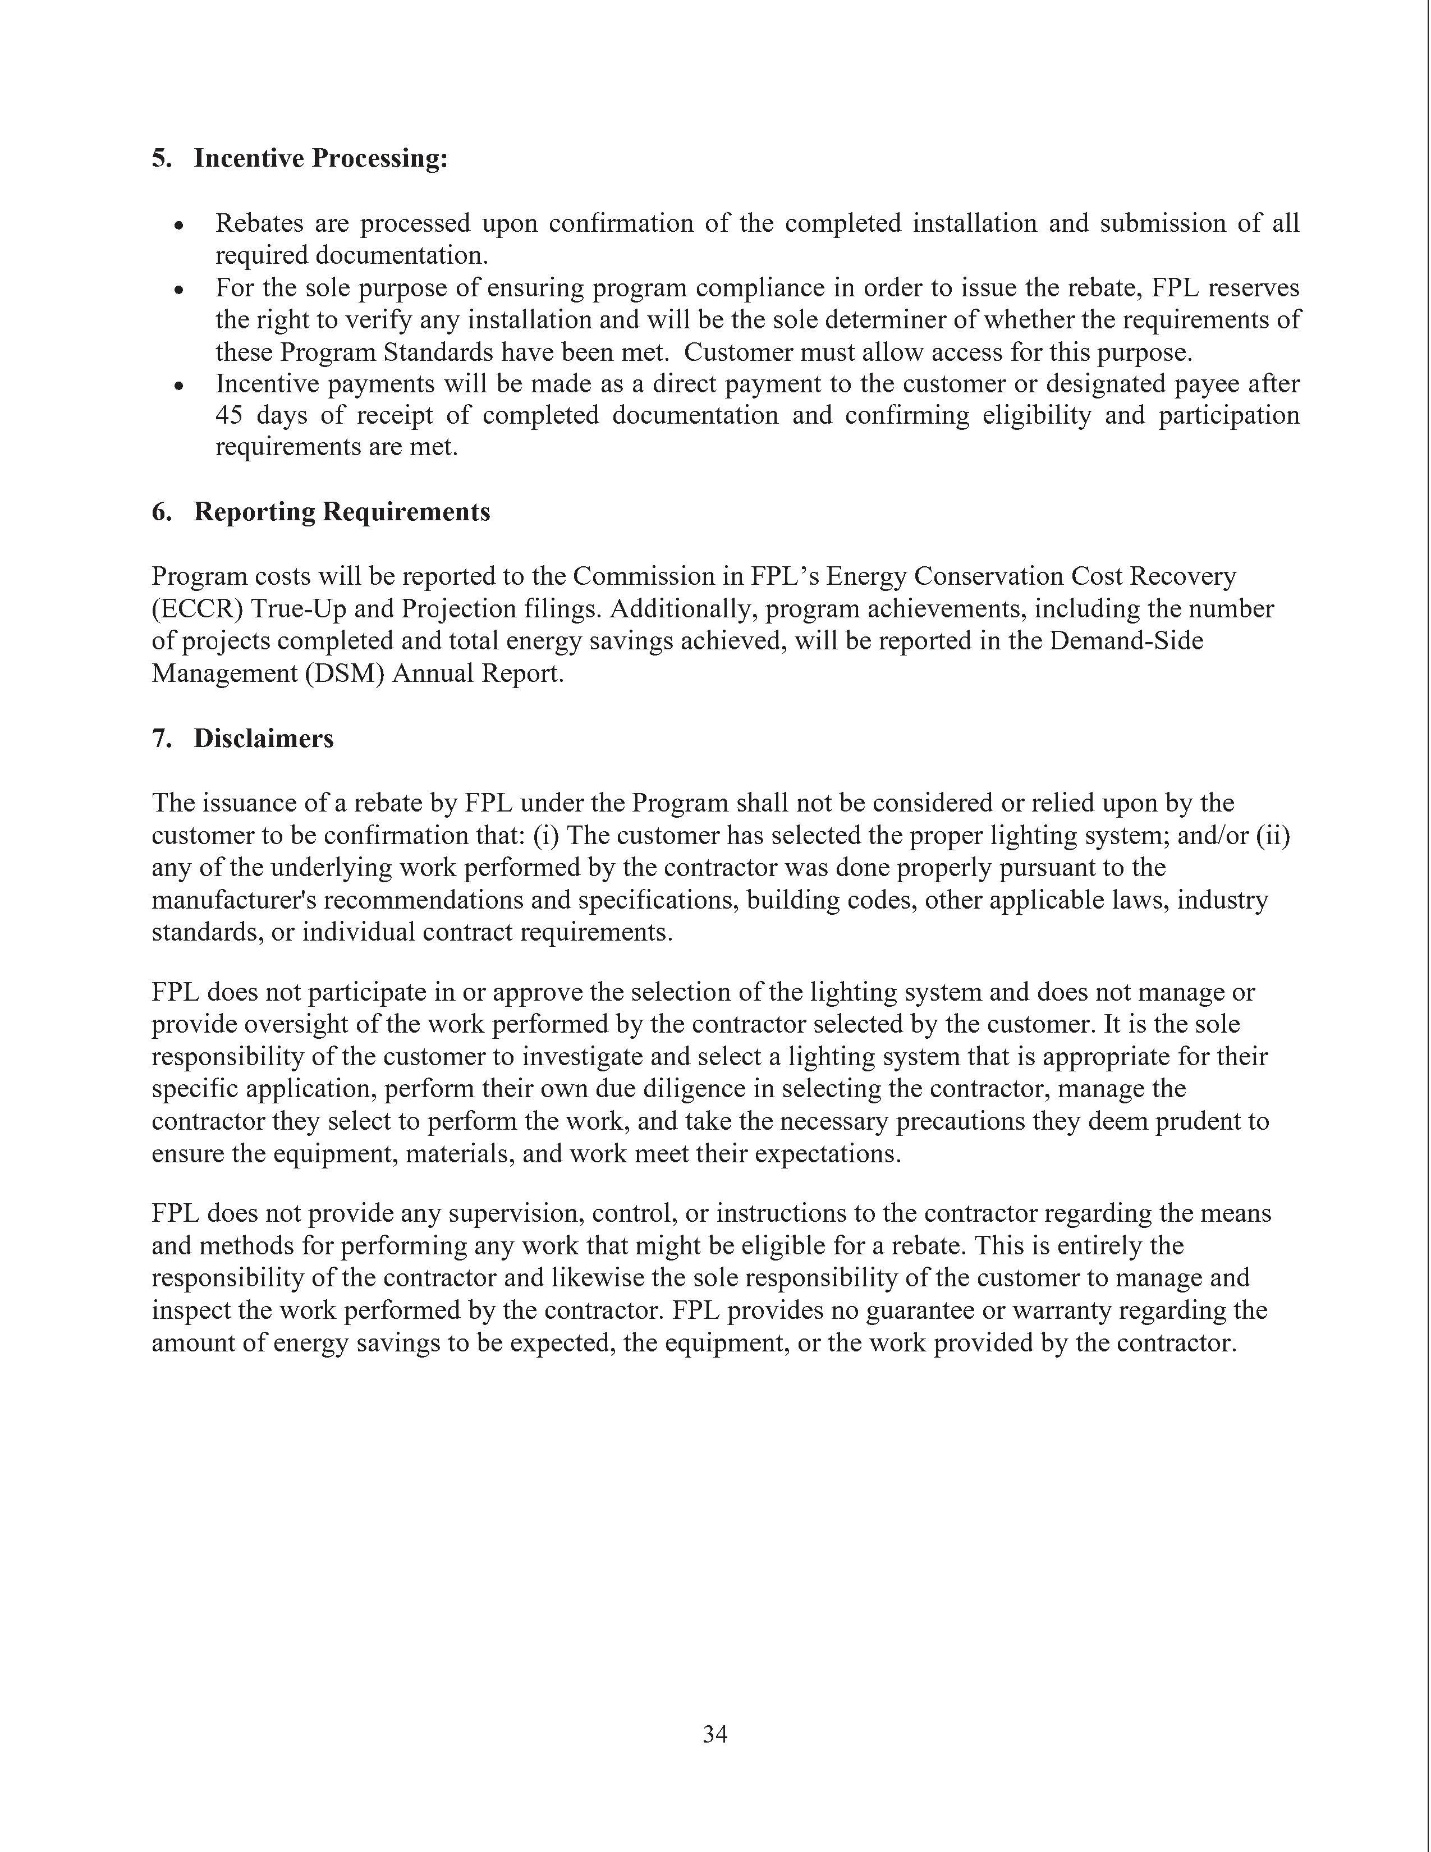 5. Incentive Processing:
• Rebates are processed upon confirmation of the completed installation and submission of all
required documentation.
• For the sole purpose of ensuring program compliance in order to issue the rebate, FPL reserves
the right to verify any installation and will be the sole determiner of whether the requirements of
these Program Standards have been met.  Customer must allow access for this purpose.
• Incentive payments will be made as a direct payment to the customer or designated payee after
45 days of receipt of completed documentation and confirming eligibility and participation
requirements are met.
6. Reporting Requirements
Program costs will be reported to the Commission in FPL’s Energy Conservation Cost Recovery
(ECCR) True-Up and Projection filings. Additionally, program achievements, including the number
of projects completed and total energy savings achieved, will be reported in the Demand-Side
Management (DSM) Annual Report.
7. Disclaimers
The issuance of a rebate by FPL under the Program shall not be considered or relied upon by the
customer to be confirmation that: (i) The customer has selected the proper lighting system; and/or (ii)
any of the underlying work performed by the contractor was done properly pursuant to the
manufacturer's recommendations and specifications, building codes, other applicable laws, industry
standards, or individual contract requirements.
FPL does not participate in or approve the selection of the lighting system and does not manage or
provide oversight of the work performed by the contractor selected by the customer. It is the sole
responsibility of the customer to investigate and select a lighting system that is appropriate for their
specific application, perform their own due diligence in selecting the contractor, manage the
contractor they select to perform the work, and take the necessary precautions they deem prudent to
ensure the equipment, materials, and work meet their expectations.
FPL does not provide any supervision, control, or instructions to the contractor regarding the means
and methods for performing any work that might be eligible for a rebate. This is entirely the
responsibility of the contractor and likewise the sole responsibility of the customer to manage and
inspect the work performed by the contractor. FPL provides no guarantee or warranty regarding the
amount of energy savings to be expected, the equipment, or the work provided by the contractor.
34